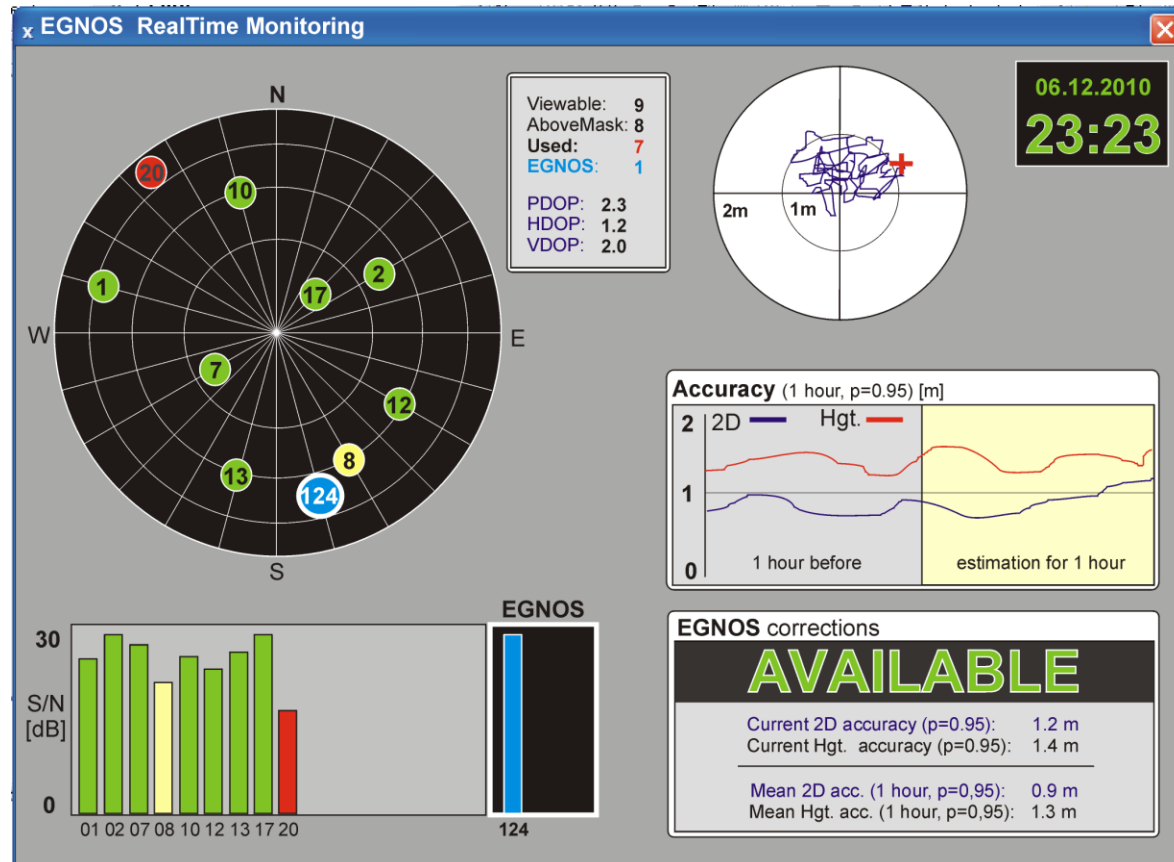 x EGNOS RealTime Monitoring
N
W
E
S
20
10
1
2
17
7
12
8
13
124
Viewable: 9
AboveMask: 8
Used: 7
EGNOS: 1
PDOP: 2.3
HDOP: 1.2
VDOP: 2.0
2m
1m
06.12.2010
23:23
Accuracy (1 hour, p=0.95) [m]
2D
Hgt.
2
1
0
1 hour before
estimation for 1 hour
30
S/N
[dB]
0
01 02 07 08 10 12 13 17 20
EGNOS
124
EGNOS corrections
AVAILABLE
Current 2D accuracy (p=0.95): 1.2 m
Current Hgt. accuracy (p=0.95): 1.4 m
Mean 2D acc. (1 hour, p=0,95): 0.9 m
Mean Hgt. acc. (1 hour, p=0,95): 1.3 m